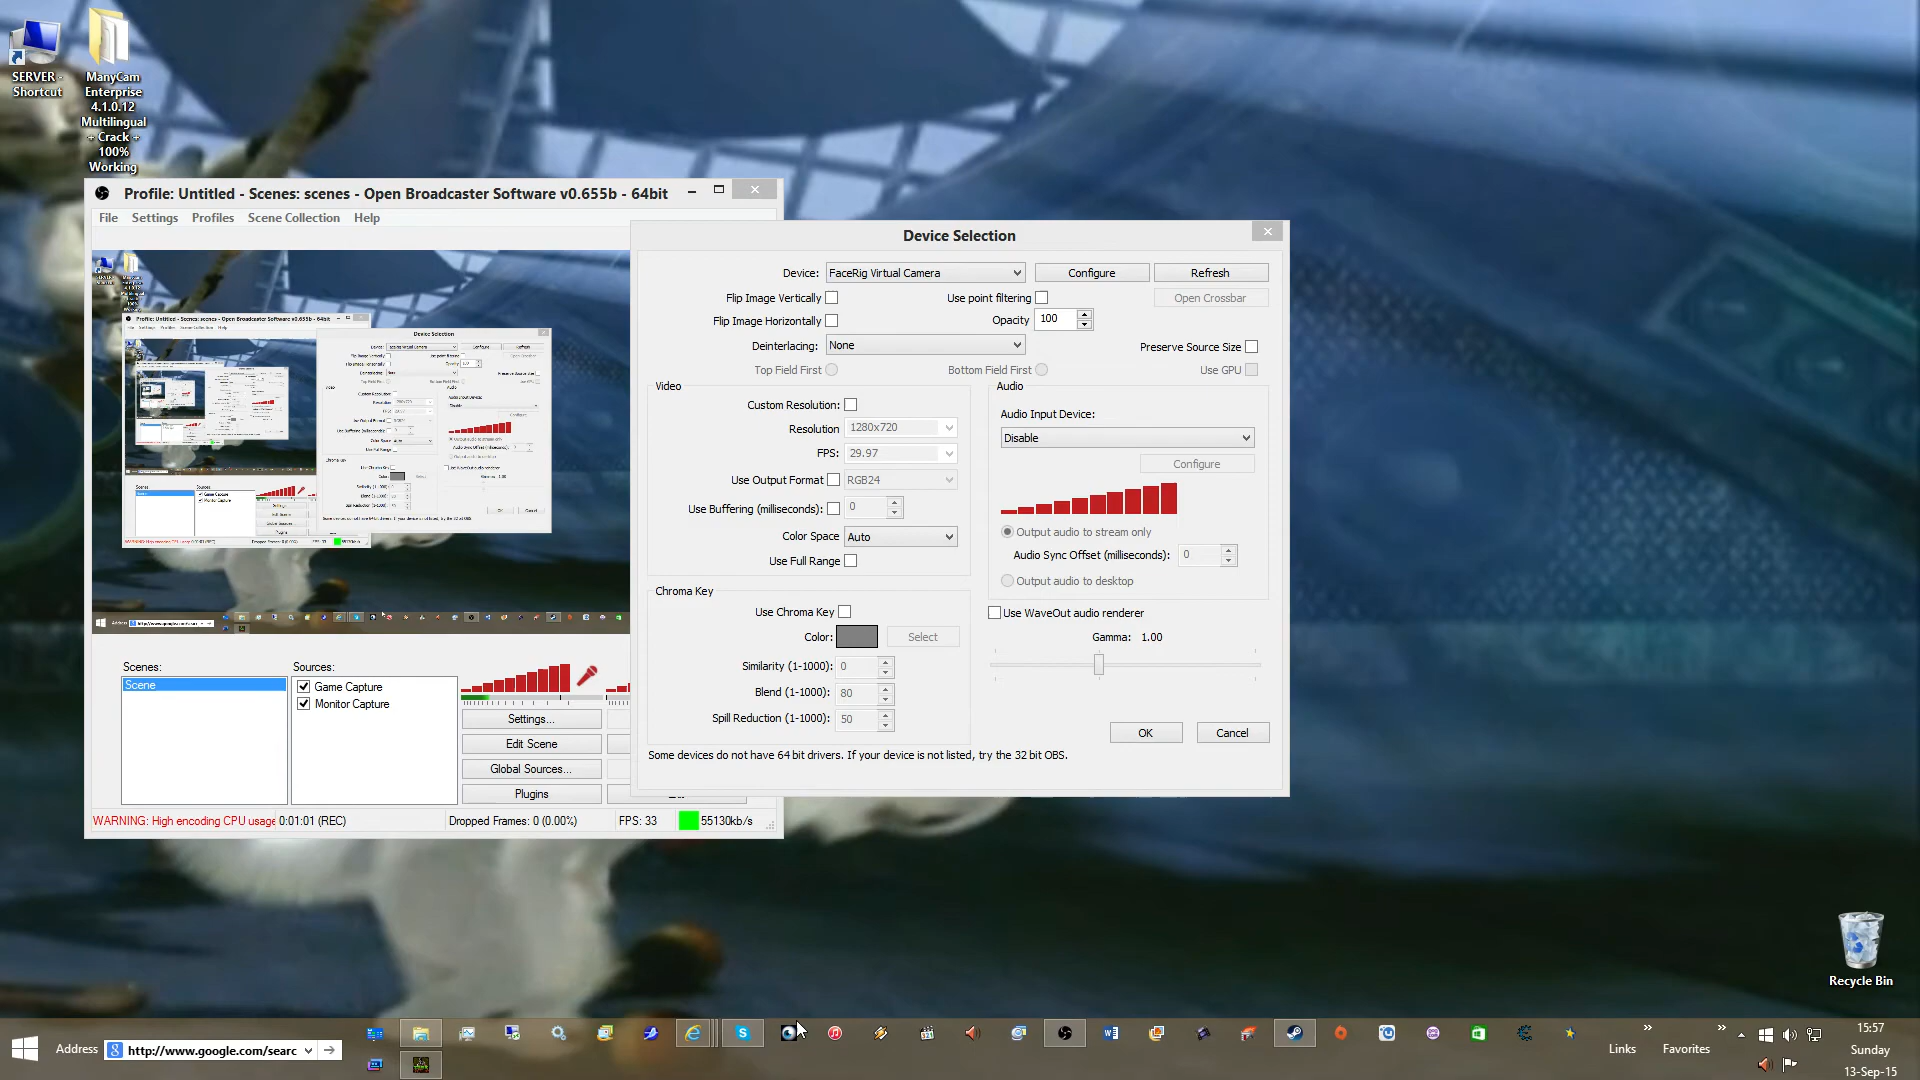 SERVER -
Shortcut
ManyCam
Enterprise
4.1.0.12
Multilingual
+ Crack +
100%
Working
Profile: Untitled - Scenes: scenes - Open Broadcaster Software v0.655b - 64bit
File Settings Profiles Scene Collection Help
Device Selection
Device: FaceRig Virtual Camera Configure Refresh
Flip Image Vertically Use point filtering Open Crossbar
Flip Image Horizontally Opacity 100
Deinterlacing: None Preserve Source Size
Top Field First Bottom Field First Use GPU
Video
Custom Resolution:
Resolution 1280x720
FPS: 29.97
Use Output Format RGB24
Use Buffering (milliseconds): 0
Color Space Auto
Use Full Range
Audio
Audio Input Device:
Disable
Configure
Output audio to stream only
Audio Sync Offset (milliseconds): 0
Output audio to desktop
Chroma Key
Use Chroma Key
Color: Select
Similarity (1-1000) 0
Blend (1-1000) 80
Spill Reduction (1-1000): 50
Use WaveOut audio renderer
Gamma: 1.00
OK Cancel
Some devices do not have 64 bit drivers. If your device is not listed, try the 32 bit OBS.
Scenes:
Scene
Sources:
Game Capture
Monitor Capture
Settings...
Edit Scene
Global Sources...
Plugins
WARNING: High encoding CPU usage 0:01:01 (REC) Dropped Frames: 0 (0.00%) FPS: 33 55130kb/s
Recycle Bin
Address http://www.google.com/searc
Links Favorites
15:57
Sunday
13-Sep-15